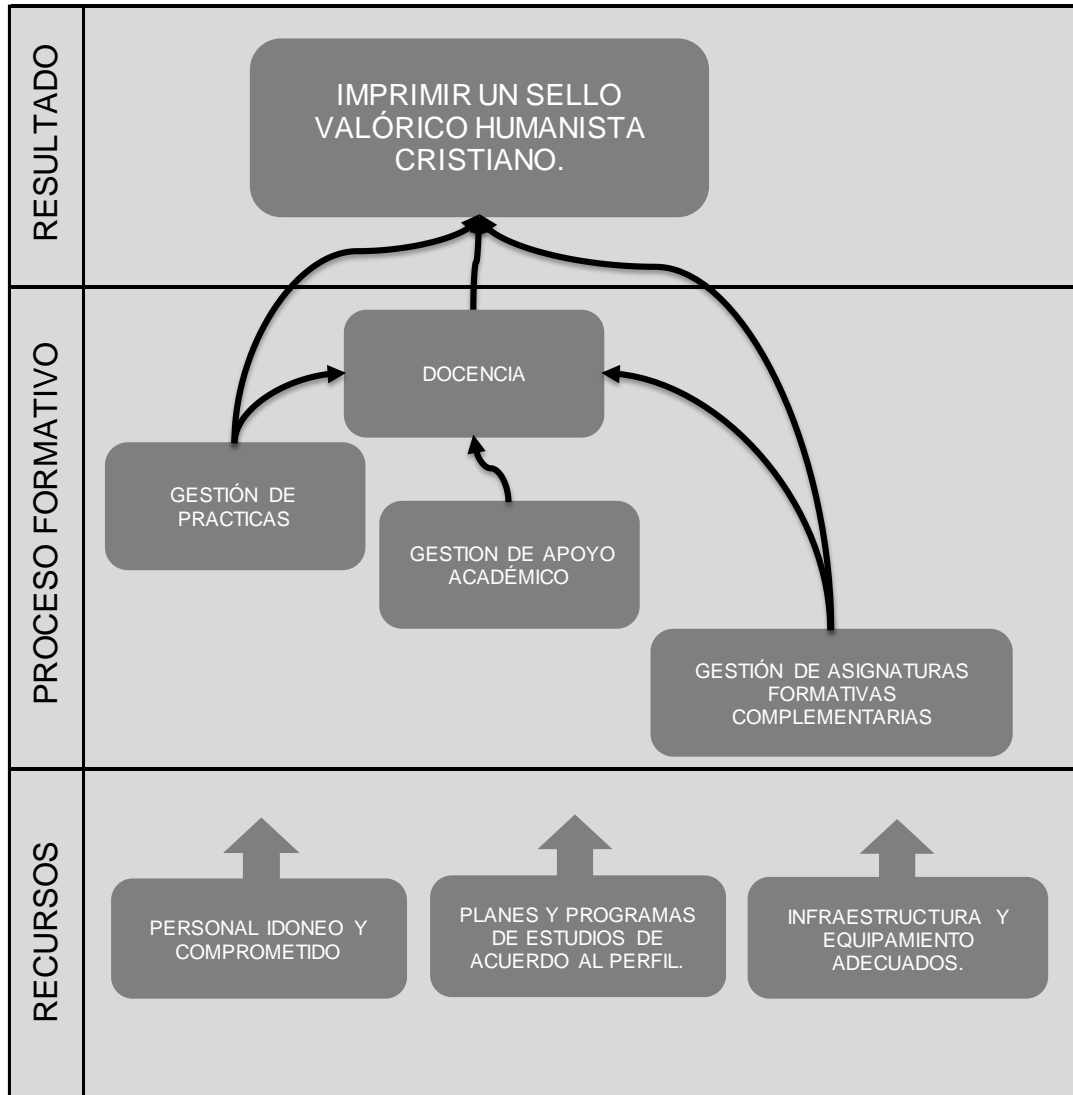 RESULTADO
IMPRIMIR UN SELLO
VALÓRICO HUMANISTA
CRISTIANO.
PROCESO FORMATIVO
DOCENCIA
GESTIÓN DE
PRACTICAS
GESTION DE APOYO
ACADÉMICO
GESTIÓN DE ASIGNATURAS
FORMATIVAS
COMPLEMENTARIAS
RECURSOS
PERSONAL IDONEO Y
COMPROMETIDO
PLANES Y PROGRAMAS
DE ESTUDIOS DE
ACUERDO AL PERFIL.
INFRAESTRUCTURA Y
EQUIPAMIENTO
ADECUADOS.